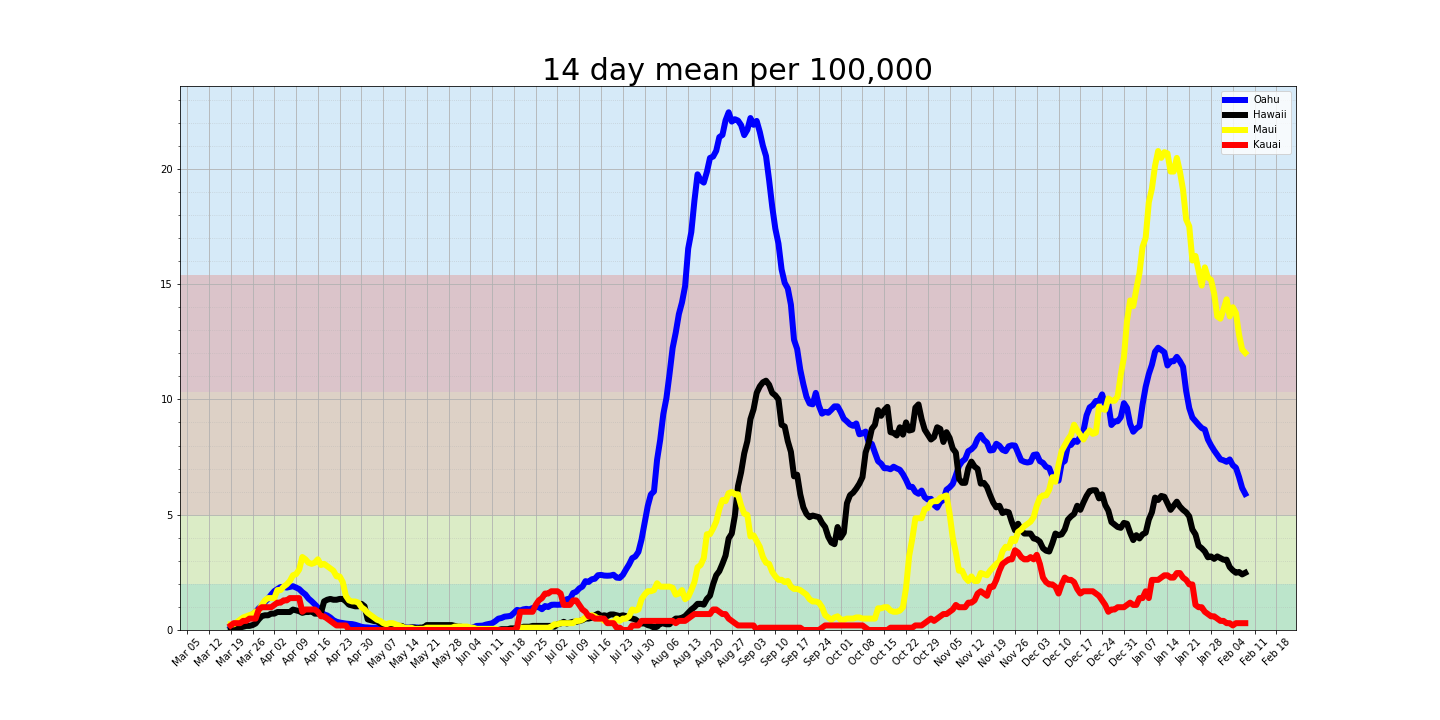 14 day mean per 100,000
Oahu
Hawaii
Maui
Kauai
20
15
10
5
0
Mar 05 Mar 12 Mar 19 Mar 26 Apr 02 Apr 09 Apr 16 Apr 23 Apr 30 May 07 May 14 May 21 May 28 Jun 04 Jun 11 Jun 18 Jun 25 Jul 02 Jul 09 Jul 16 Jul 23 Jul 30 Aug 06 Aug 13 Aug 20 Aug 27 Sep 03 Sep 10 Sep 17 Sep 24 Oct 01 Oct 08 Oct 15 Oct 22 Oct 29 Nov 05 Nov 12 Nov 19 Nov 26 Dec 03 Dec 10 Dec 17 Dec 24 Dec 31 Jan 07 Jan 14 Jan 21 Jan 28 Feb 04 Feb 11 Feb 18